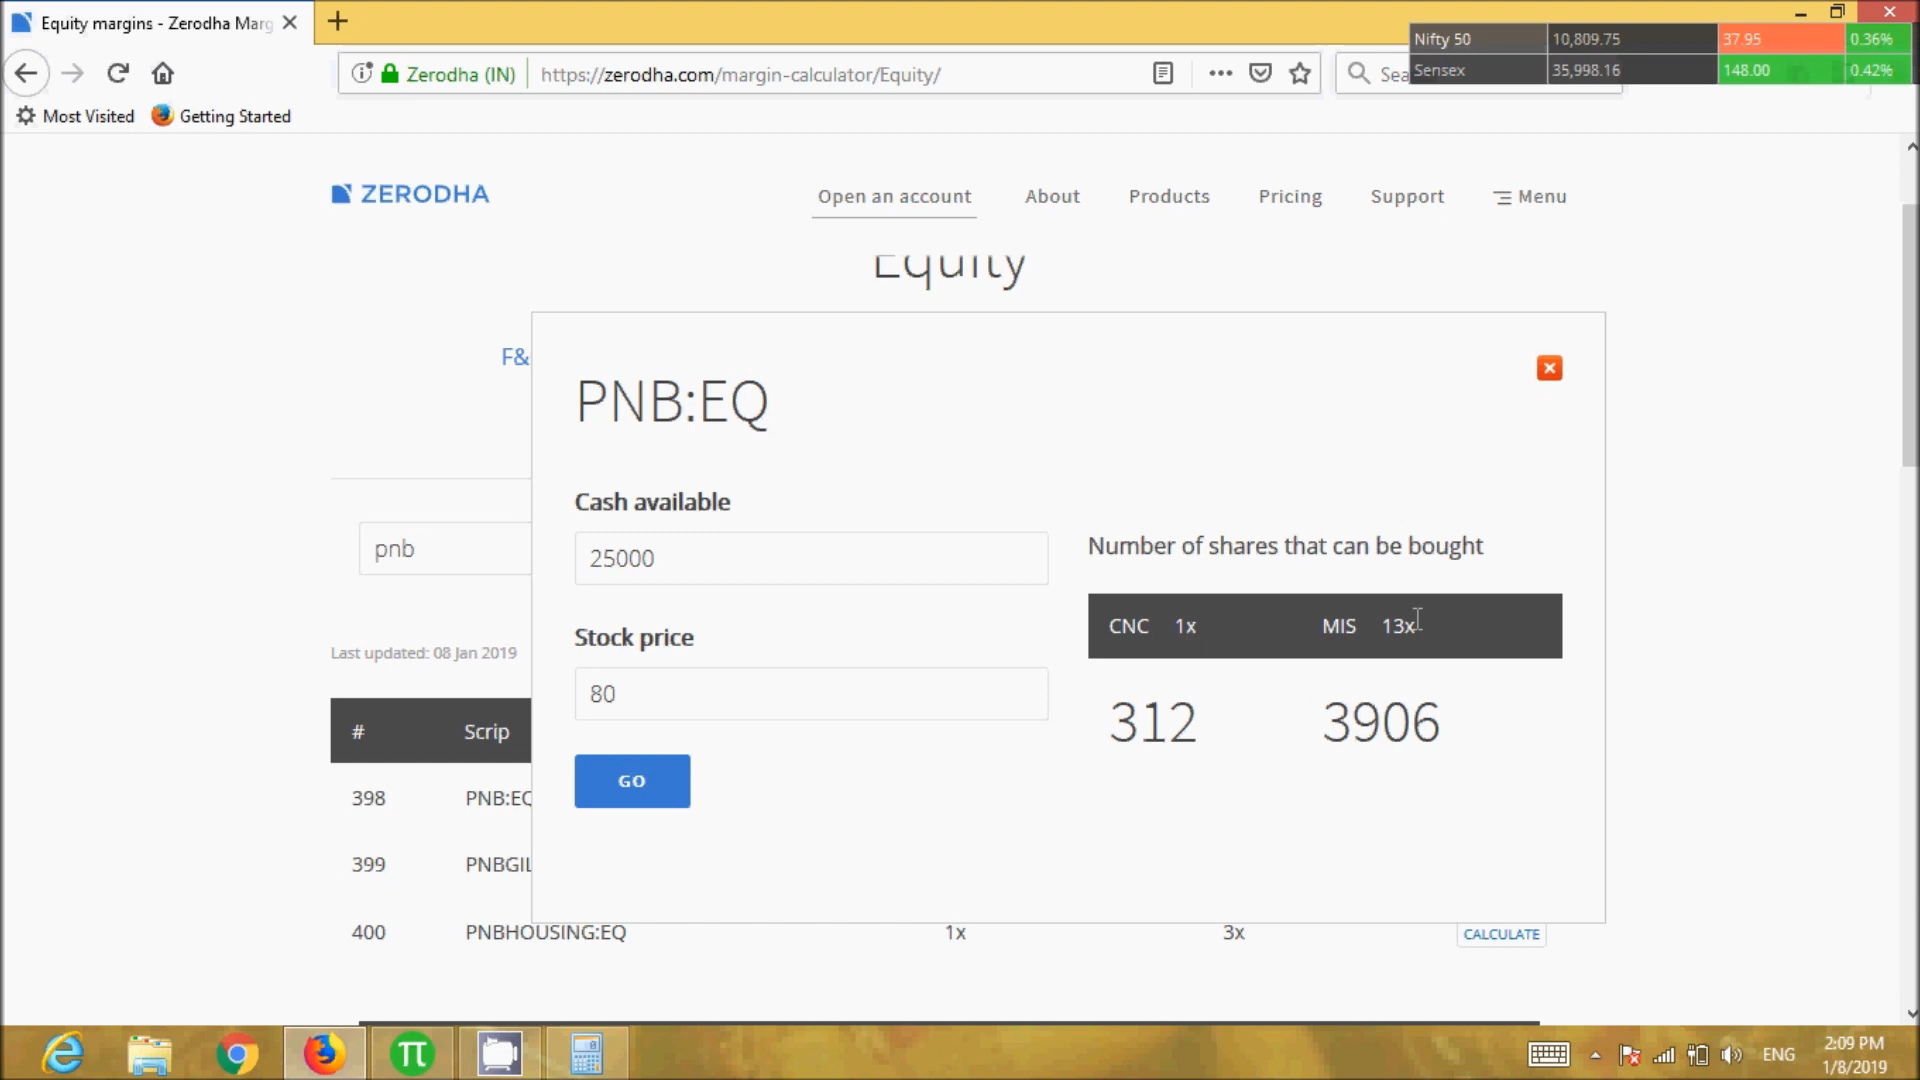 Equity margins - Zerodha Marg
Nifty 50 10,809.75 37.95 0.36%
Sensex 35,998.16 148.00 0.42%
Zerodha (IN) https://zerodha.com/margin-calculator/Equity/
Most Visited Getting Started
ZERODHA
Open an account About Products Pricing Support Menu
Equity
F&
PNB:EQ
Cash available
25000
Number of shares that can be bought
pnb
CNC 1x MIS 13x
Stock price
80
312 3906
GO
Last updated: 08 Jan 2019
# Scrip
398 PNB:EQ
399 PNBGIL
400 PNBHOUSING:EQ 1x 3x CALCULATE
ENG
2:09 PM
1/8/2019